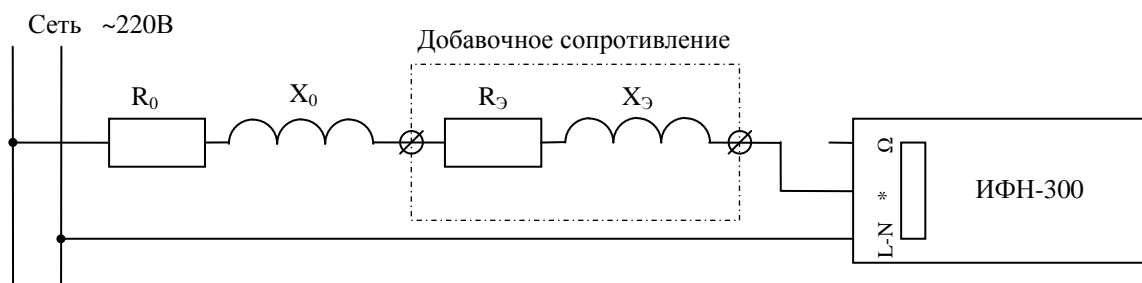 Сеть ~220В
Добавочное сопротивление
R₀
X₀
Rэ
Xэ
Ω
*
L-N
ИФН-300